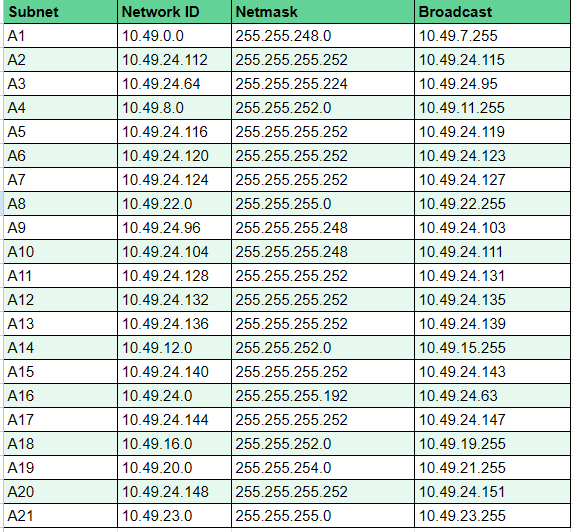 Subnet Network ID Netmask Broadcast
A1 10.49.0.0 255.255.248.0 10.49.7.255
A2 10.49.24.112 255.255.255.252 10.49.24.115
A3 10.49.24.64 255.255.255.224 10.49.24.95
A4 10.49.8.0 255.255.252.0 10.49.11.255
A5 10.49.24.116 255.255.255.252 10.49.24.119
A6 10.49.24.120 255.255.255.252 10.49.24.123
A7 10.49.24.124 255.255.255.252 10.49.24.127
A8 10.49.22.0 255.255.255.0 10.49.22.255
A9 10.49.24.96 255.255.255.248 10.49.24.103
A10 10.49.24.104 255.255.255.248 10.49.24.111
A11 10.49.24.128 255.255.255.252 10.49.24.131
A12 10.49.24.132 255.255.255.252 10.49.24.135
A13 10.49.24.136 255.255.255.252 10.49.24.139
A14 10.49.12.0 255.255.252.0 10.49.15.255
A15 10.49.24.140 255.255.255.252 10.49.24.143
A16 10.49.24.0 255.255.255.192 10.49.24.63
A17 10.49.24.144 255.255.255.252 10.49.24.147
A18 10.49.16.0 255.255.252.0 10.49.19.255
A19 10.49.20.0 255.255.254.0 10.49.21.255
A20 10.49.24.148 255.255.255.252 10.49.24.151
A21 10.49.23.0 255.255.255.0 10.49.23.255